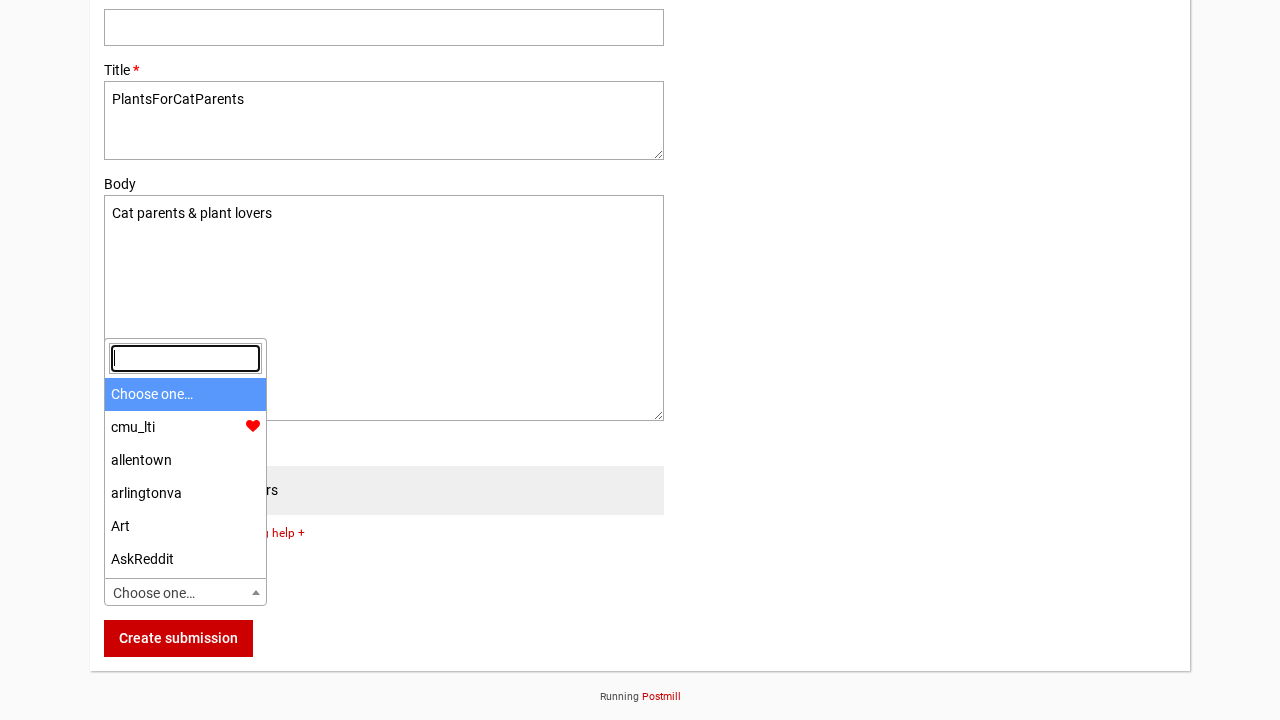 Title *
PlantsForCatParents
Body
Cat parents & plant lovers
Choose one…
cmu_lti
allentown
arlingtonva
Art
AskReddit
rs
help +
Choose one…
Create submission
Running Postmill